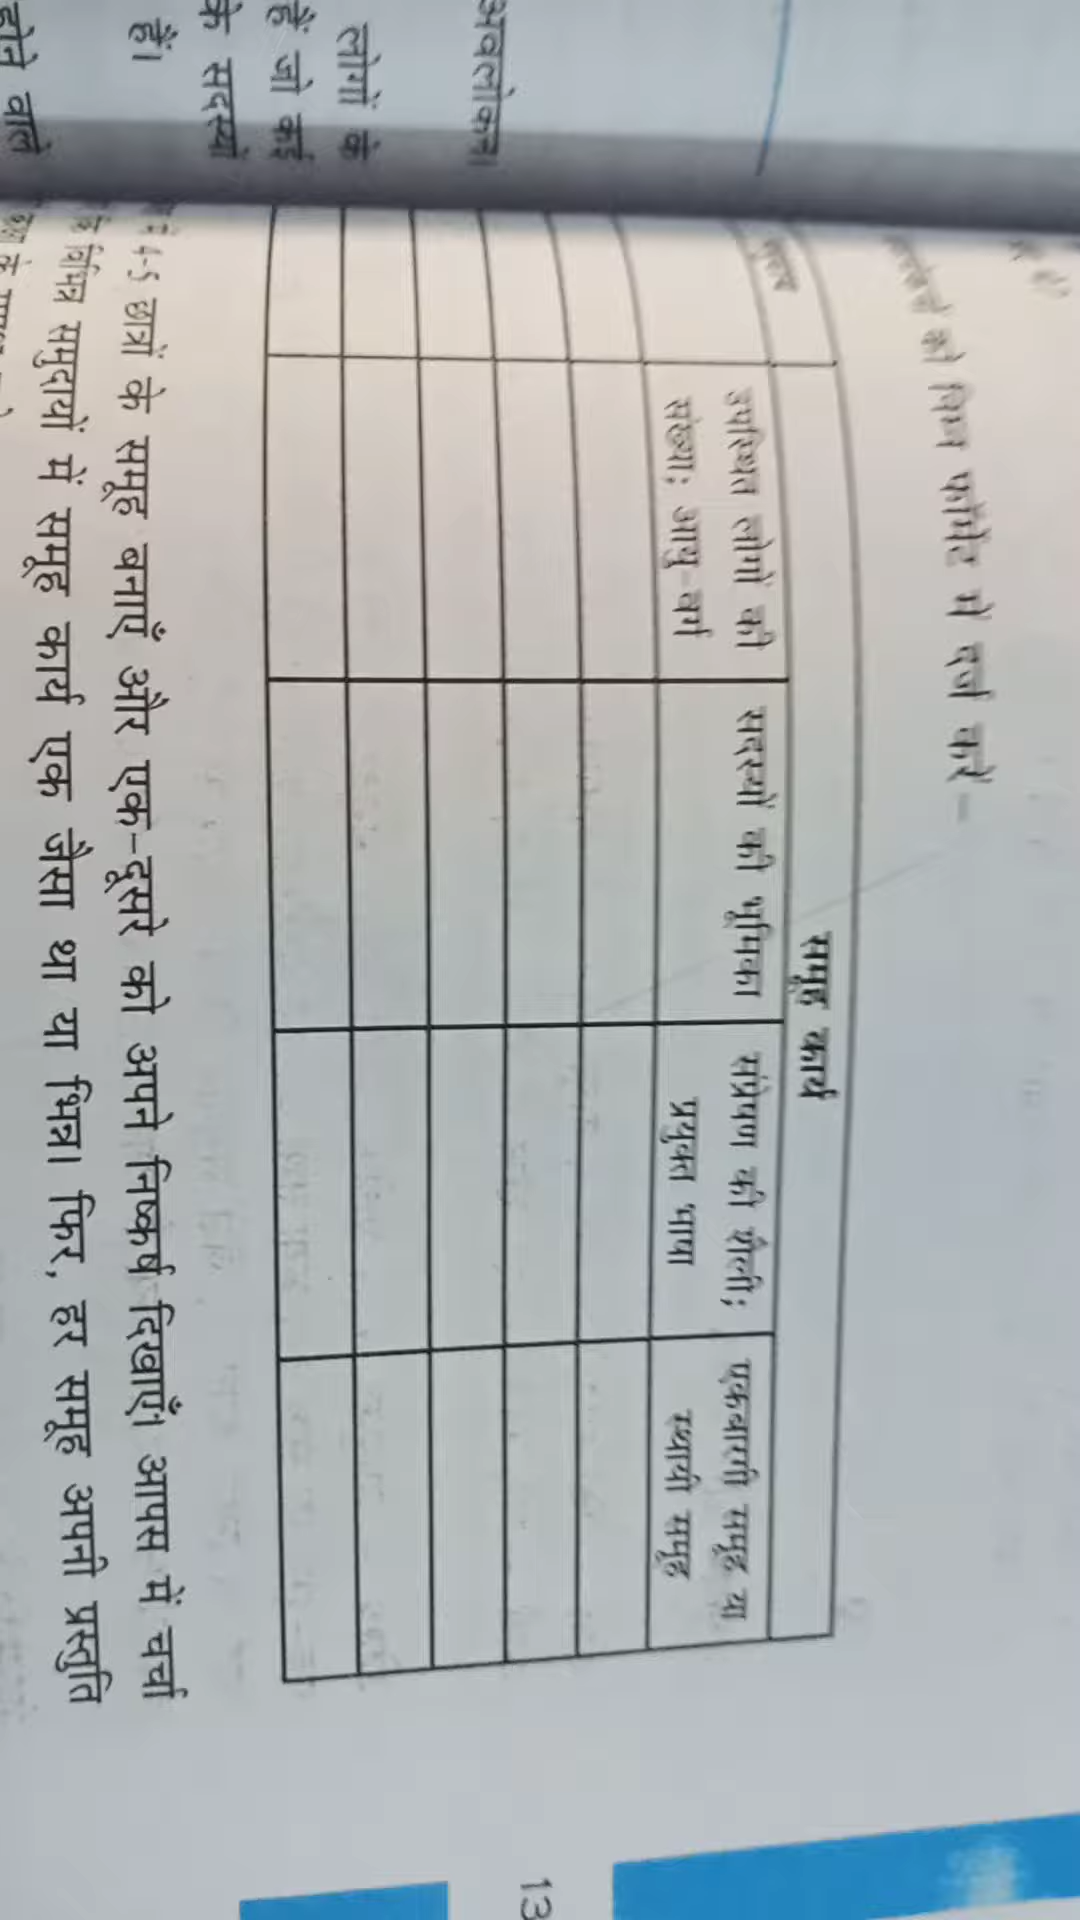 को निम्न फॉर्मेट में दर्ज करें –
समूह कार्य
उपस्थित लोगों की संख्या; आयु-वर्ग
सदस्यों की भूमिका
संप्रेषण की शैली; प्रयुक्त भाषा
एकबारगी समूह या स्थायी समूह
4-5 छात्रों के समूह बनाएँ और एक-दूसरे को अपने निष्कर्ष दिखाएँ। आपस में चर्चा
विभिन्न समुदायों में समूह कार्य एक जैसा था या भिन्न। फिर, हर समूह अपनी प्रस्तुति
13
अवलोकन।
लोगों के
हैं जो कई
के सदस्यों
हैं।
होने वाले